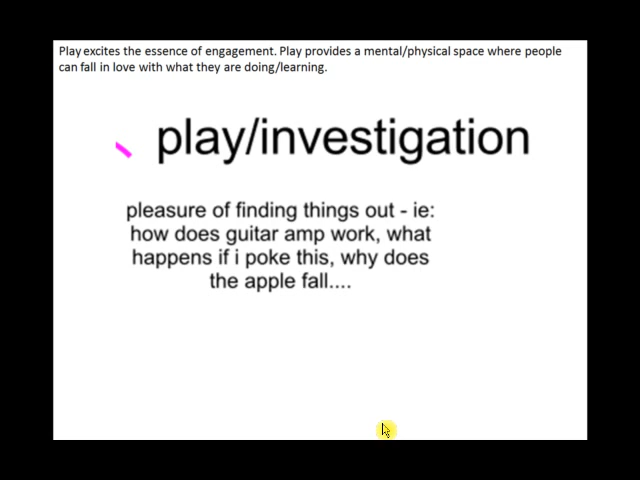 Play excites the essence of engagement. Play provides a mental/physical space where people
can fall in love with what they are doing/learning.
play/investigation
pleasure of finding things out - ie:
how does guitar amp work, what
happens if i poke this, why does
the apple fall....